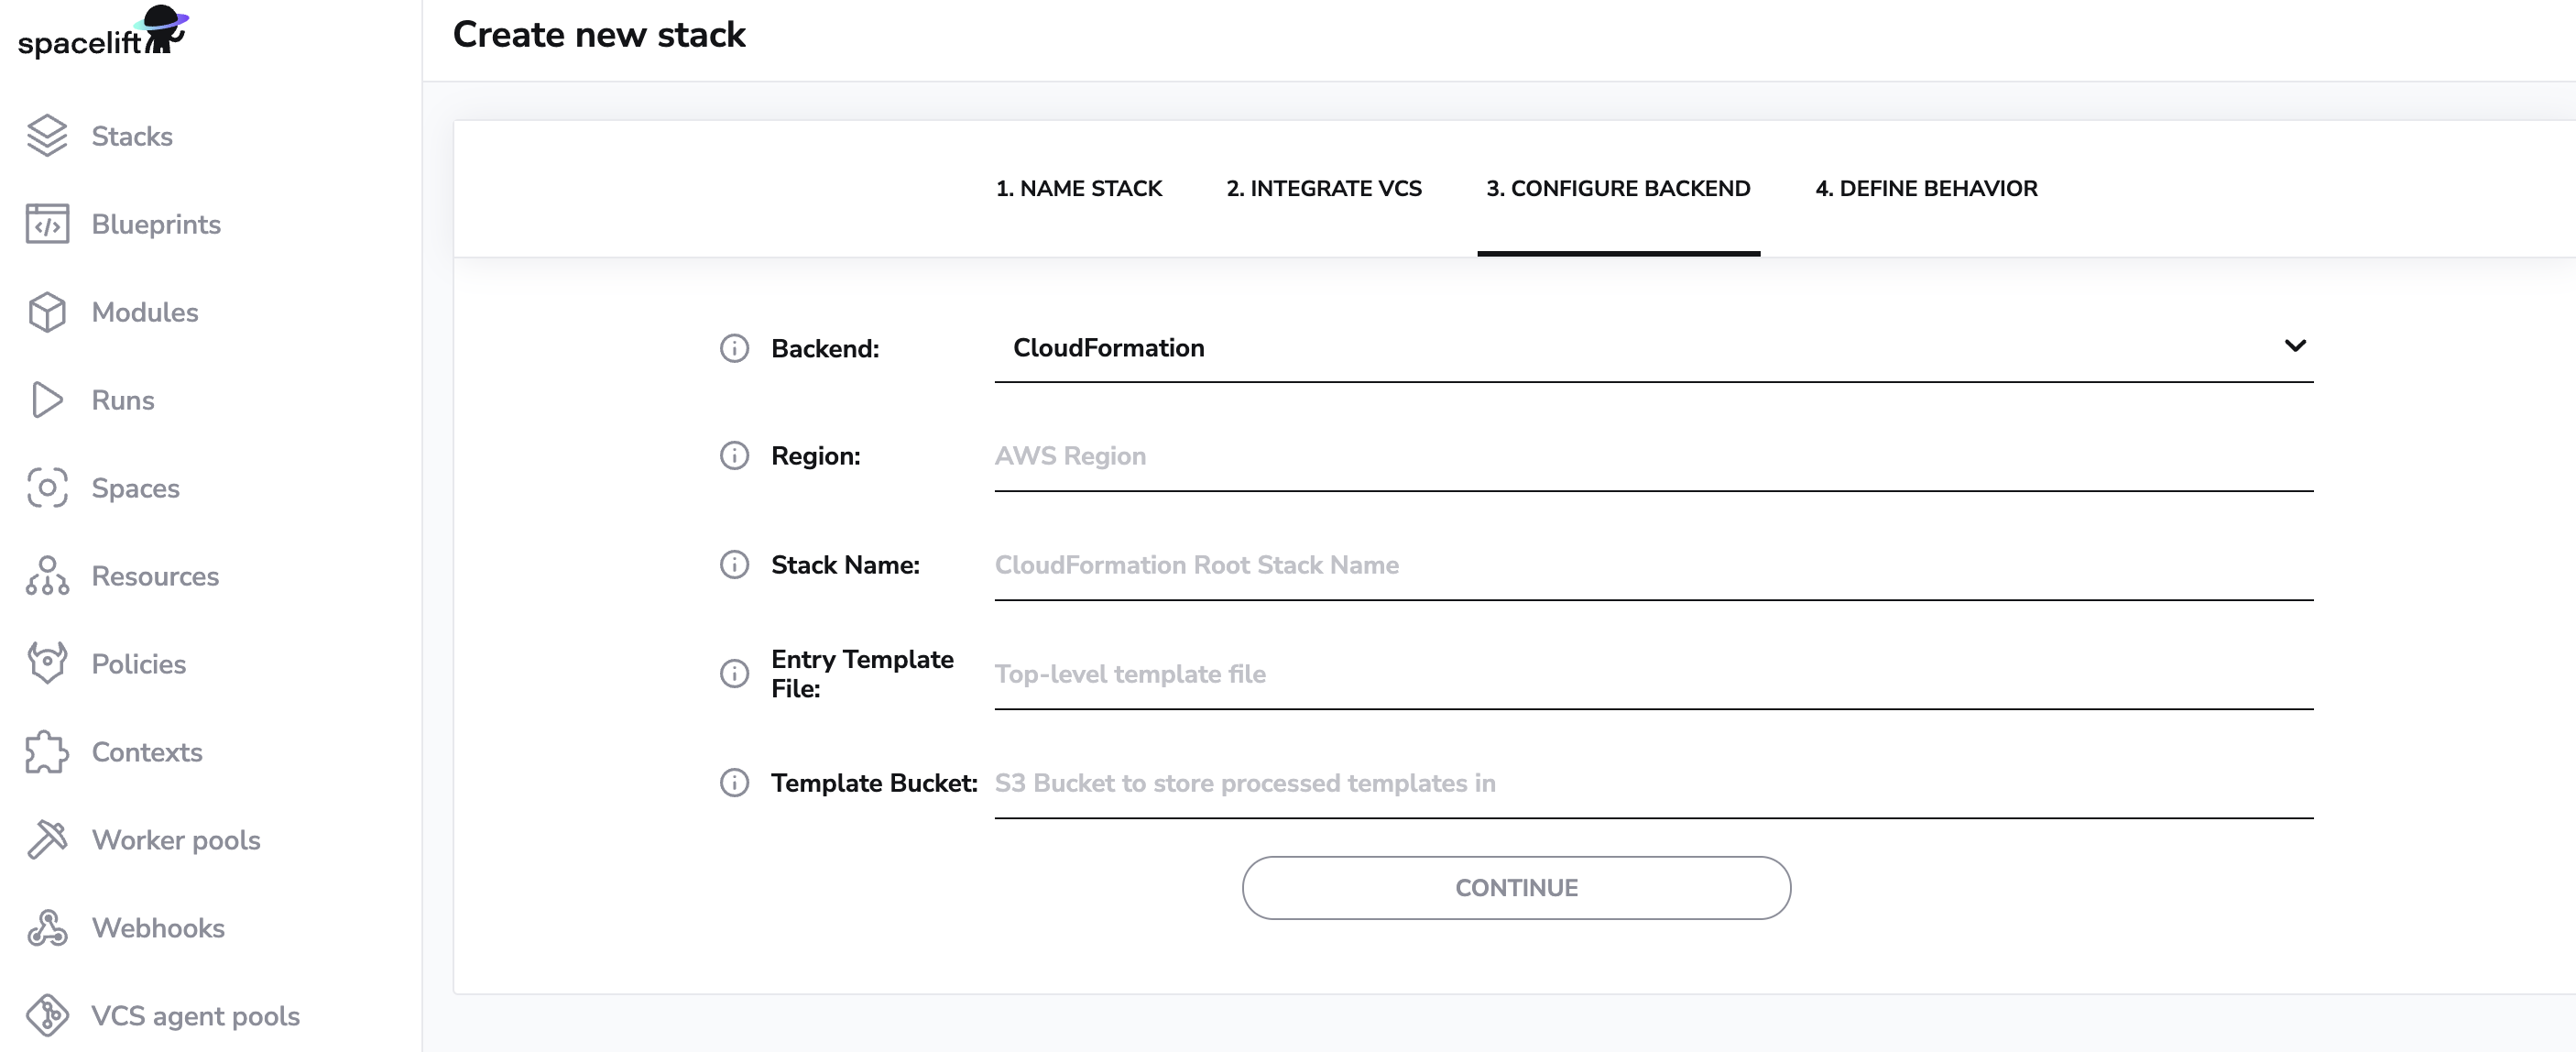 spacelift
Create new stack
Stacks
Blueprints
Modules
Runs
Spaces
Resources
Policies
Contexts
Worker pools
Webhooks
VCS agent pools
1. NAME STACK
2. INTEGRATE VCS
3. CONFIGURE BACKEND
4. DEFINE BEHAVIOR
Backend:
CloudFormation
Region:
AWS Region
Stack Name:
CloudFormation Root Stack Name
Entry Template
File:
Top-level template file
Template Bucket:
S3 Bucket to store processed templates in
CONTINUE